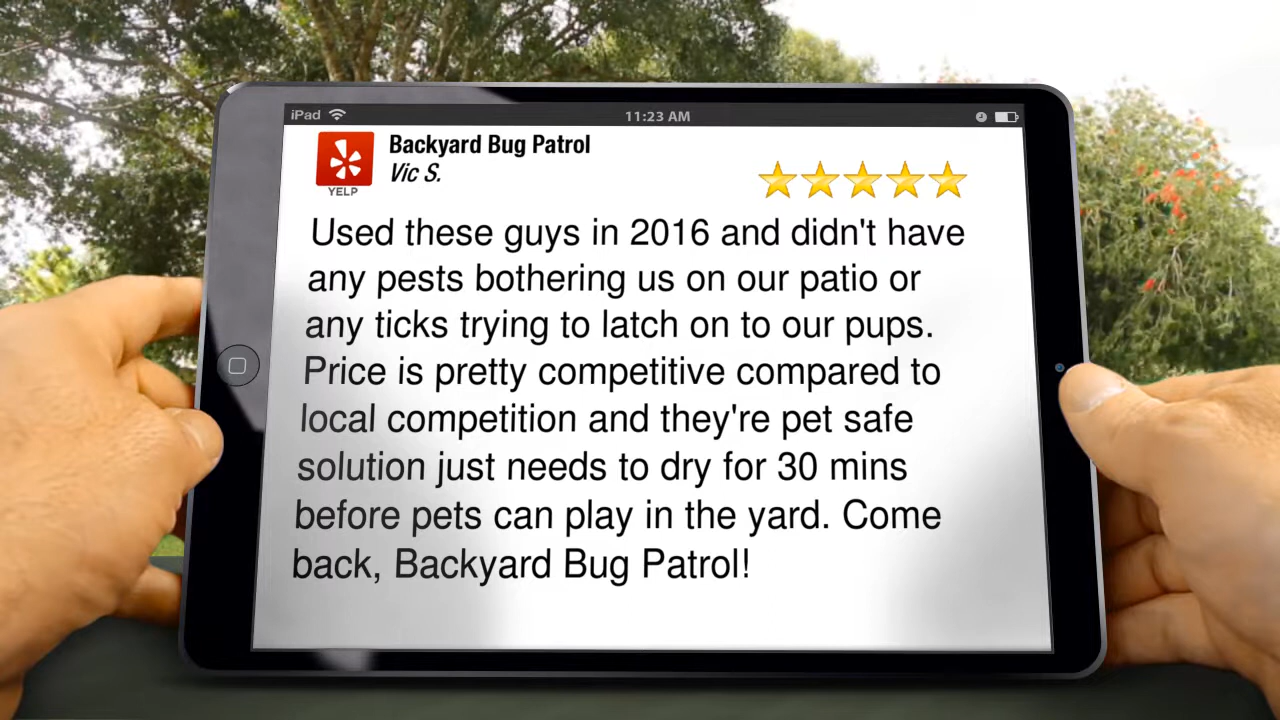 iPad 11:23 AM
Backyard Bug Patrol
Vic S.
YELP
Used these guys in 2016 and didn't have
any pests bothering us on our patio or
any ticks trying to latch on to our pups.
Price is pretty competitive compared to
local competition and they're pet safe
solution just needs to dry for 30 mins
before pets can play in the yard. Come
back, Backyard Bug Patrol!